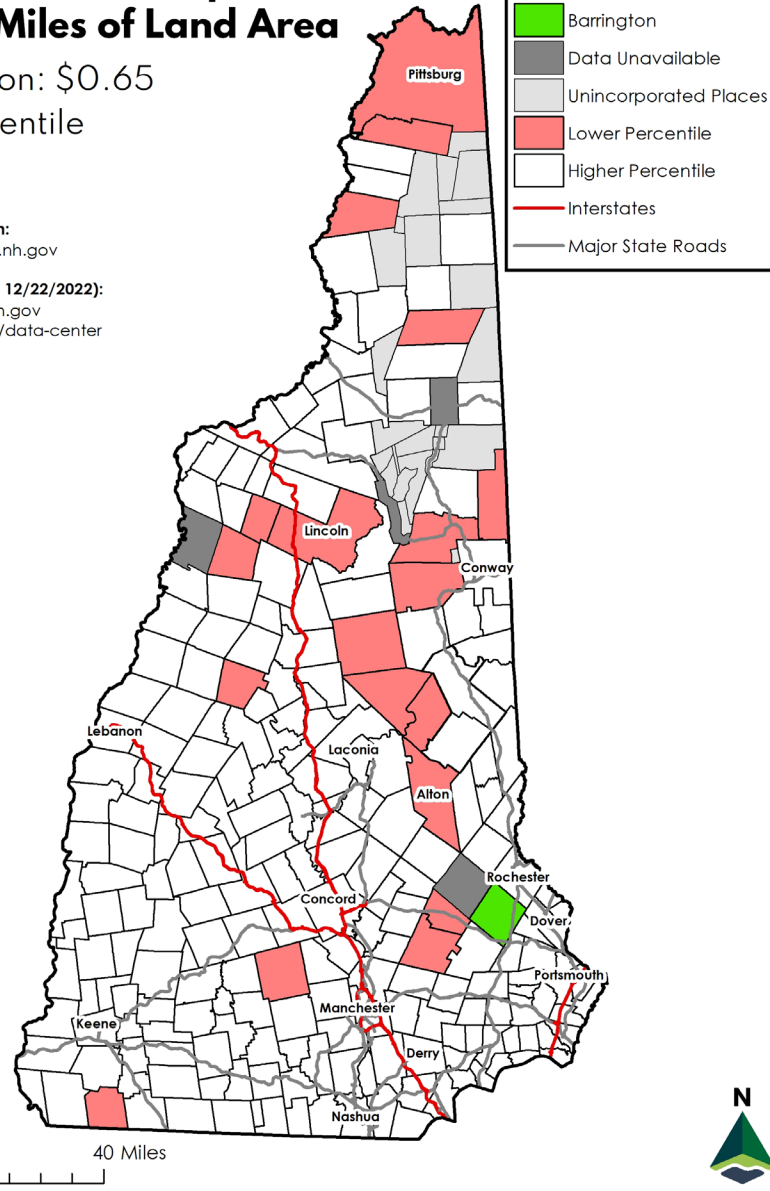 Miles of Land Area
on: $0.65
entile
n:
.nh.gov
12/22/2022):
n.gov
/data-center
Barrington
Data Unavailable
Unincorporated Places
Lower Percentile
Higher Percentile
Interstates
Major State Roads
Pittsburg
Lincoln
Conway
Lebanon
Laconia
Alton
Rochester
Concord
Dover
Portsmouth
Manchester
Keene
Derry
Nashua
40 Miles
N